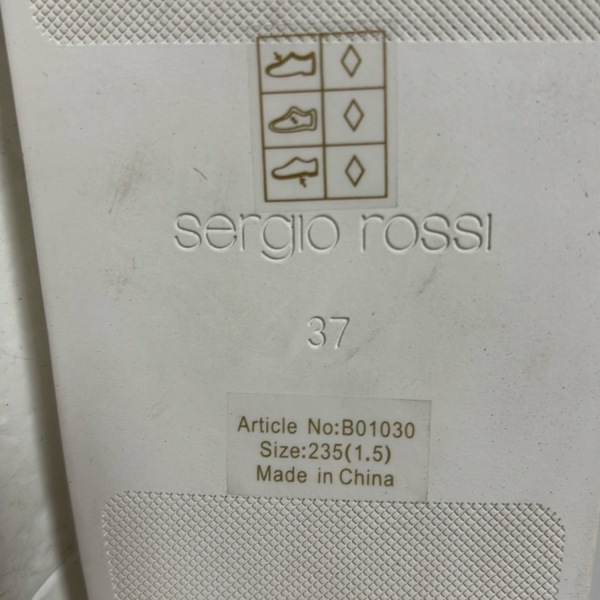 sergio rossi
37
Article No:B01030
Size:235(1.5)
Made in China